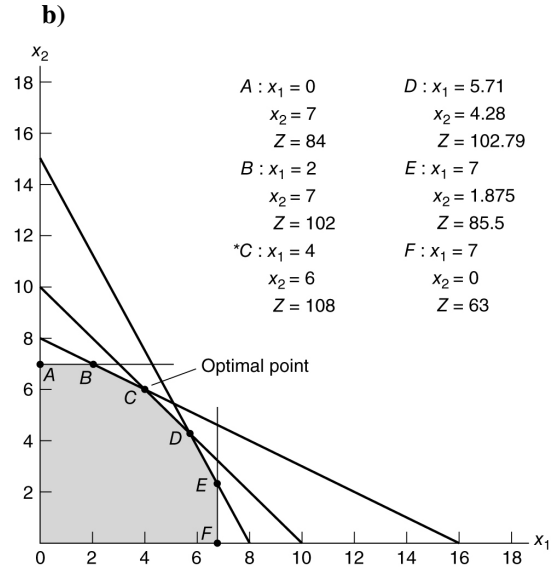 b)
x₂
18
16
14
12
10
8
6
4
2
0 2 4 6 8 10 12 14 16 18 x₁
A : x₁ = 0
x₂ = 7
Z = 84
B : x₁ = 2
x₂ = 7
Z = 102
*C : x₁ = 4
x₂ = 6
Z = 108
D : x₁ = 5.71
x₂ = 4.28
Z = 102.79
E : x₁ = 7
x₂ = 1.875
Z = 85.5
F : x₁ = 7
x₂ = 0
Z = 63
Optimal point
A
B
C
D
E
F